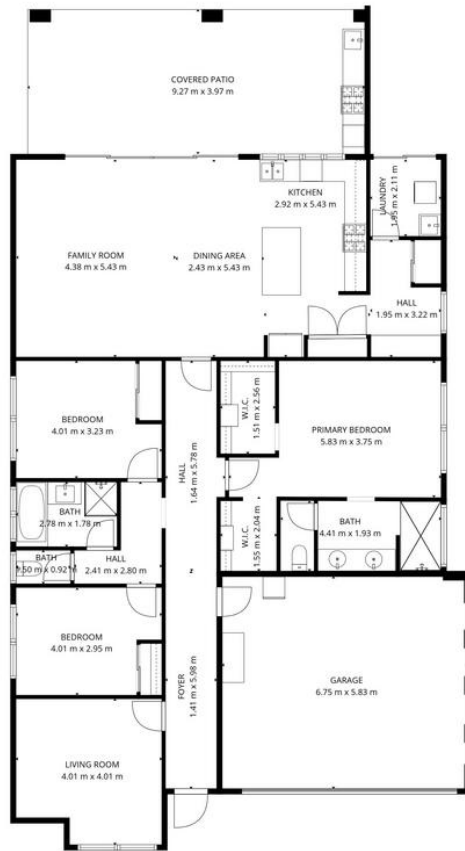 COVERED PATIO
9.27 m x 3.97 m
KITCHEN
2.92 m x 5.43 m
LAUNDRY
1.95 m x 2.11 m
FAMILY ROOM
4.38 m x 5.43 m
DINING AREA
2.43 m x 5.43 m
HALL
1.95 m x 3.22 m
BEDROOM
4.01 m x 3.23 m
HALL
1.64 m x 5.78 m
W.I.C.
1.51 m x 2.56 m
PRIMARY BEDROOM
5.83 m x 3.75 m
BATH
2.78 m x 1.78 m
W.I.C.
1.55 m x 2.04 m
BATH
4.41 m x 1.93 m
BATH
1.50 m x 0.92 m
HALL
2.41 m x 2.80 m
BEDROOM
4.01 m x 2.95 m
FOYER
1.41 m x 5.98 m
GARAGE
6.75 m x 5.83 m
LIVING ROOM
4.01 m x 4.01 m